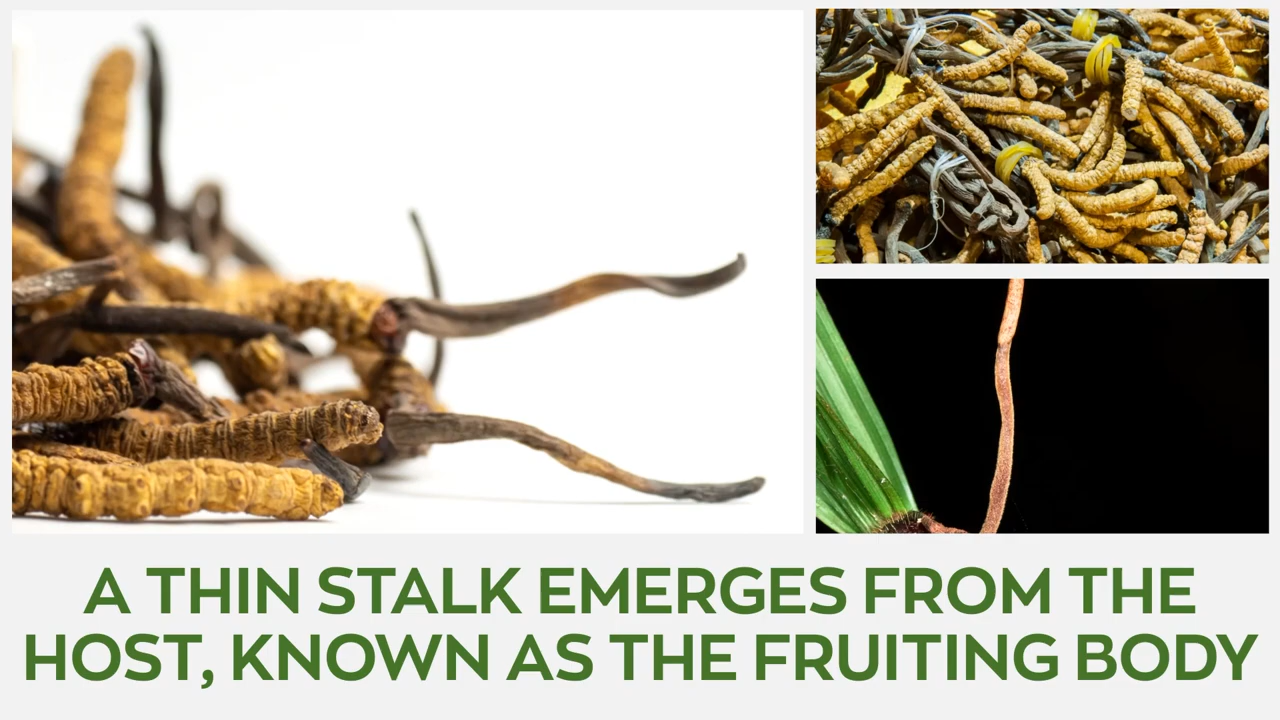 A THIN STALK EMERGES FROM THE
HOST, KNOWN AS THE FRUITING BODY